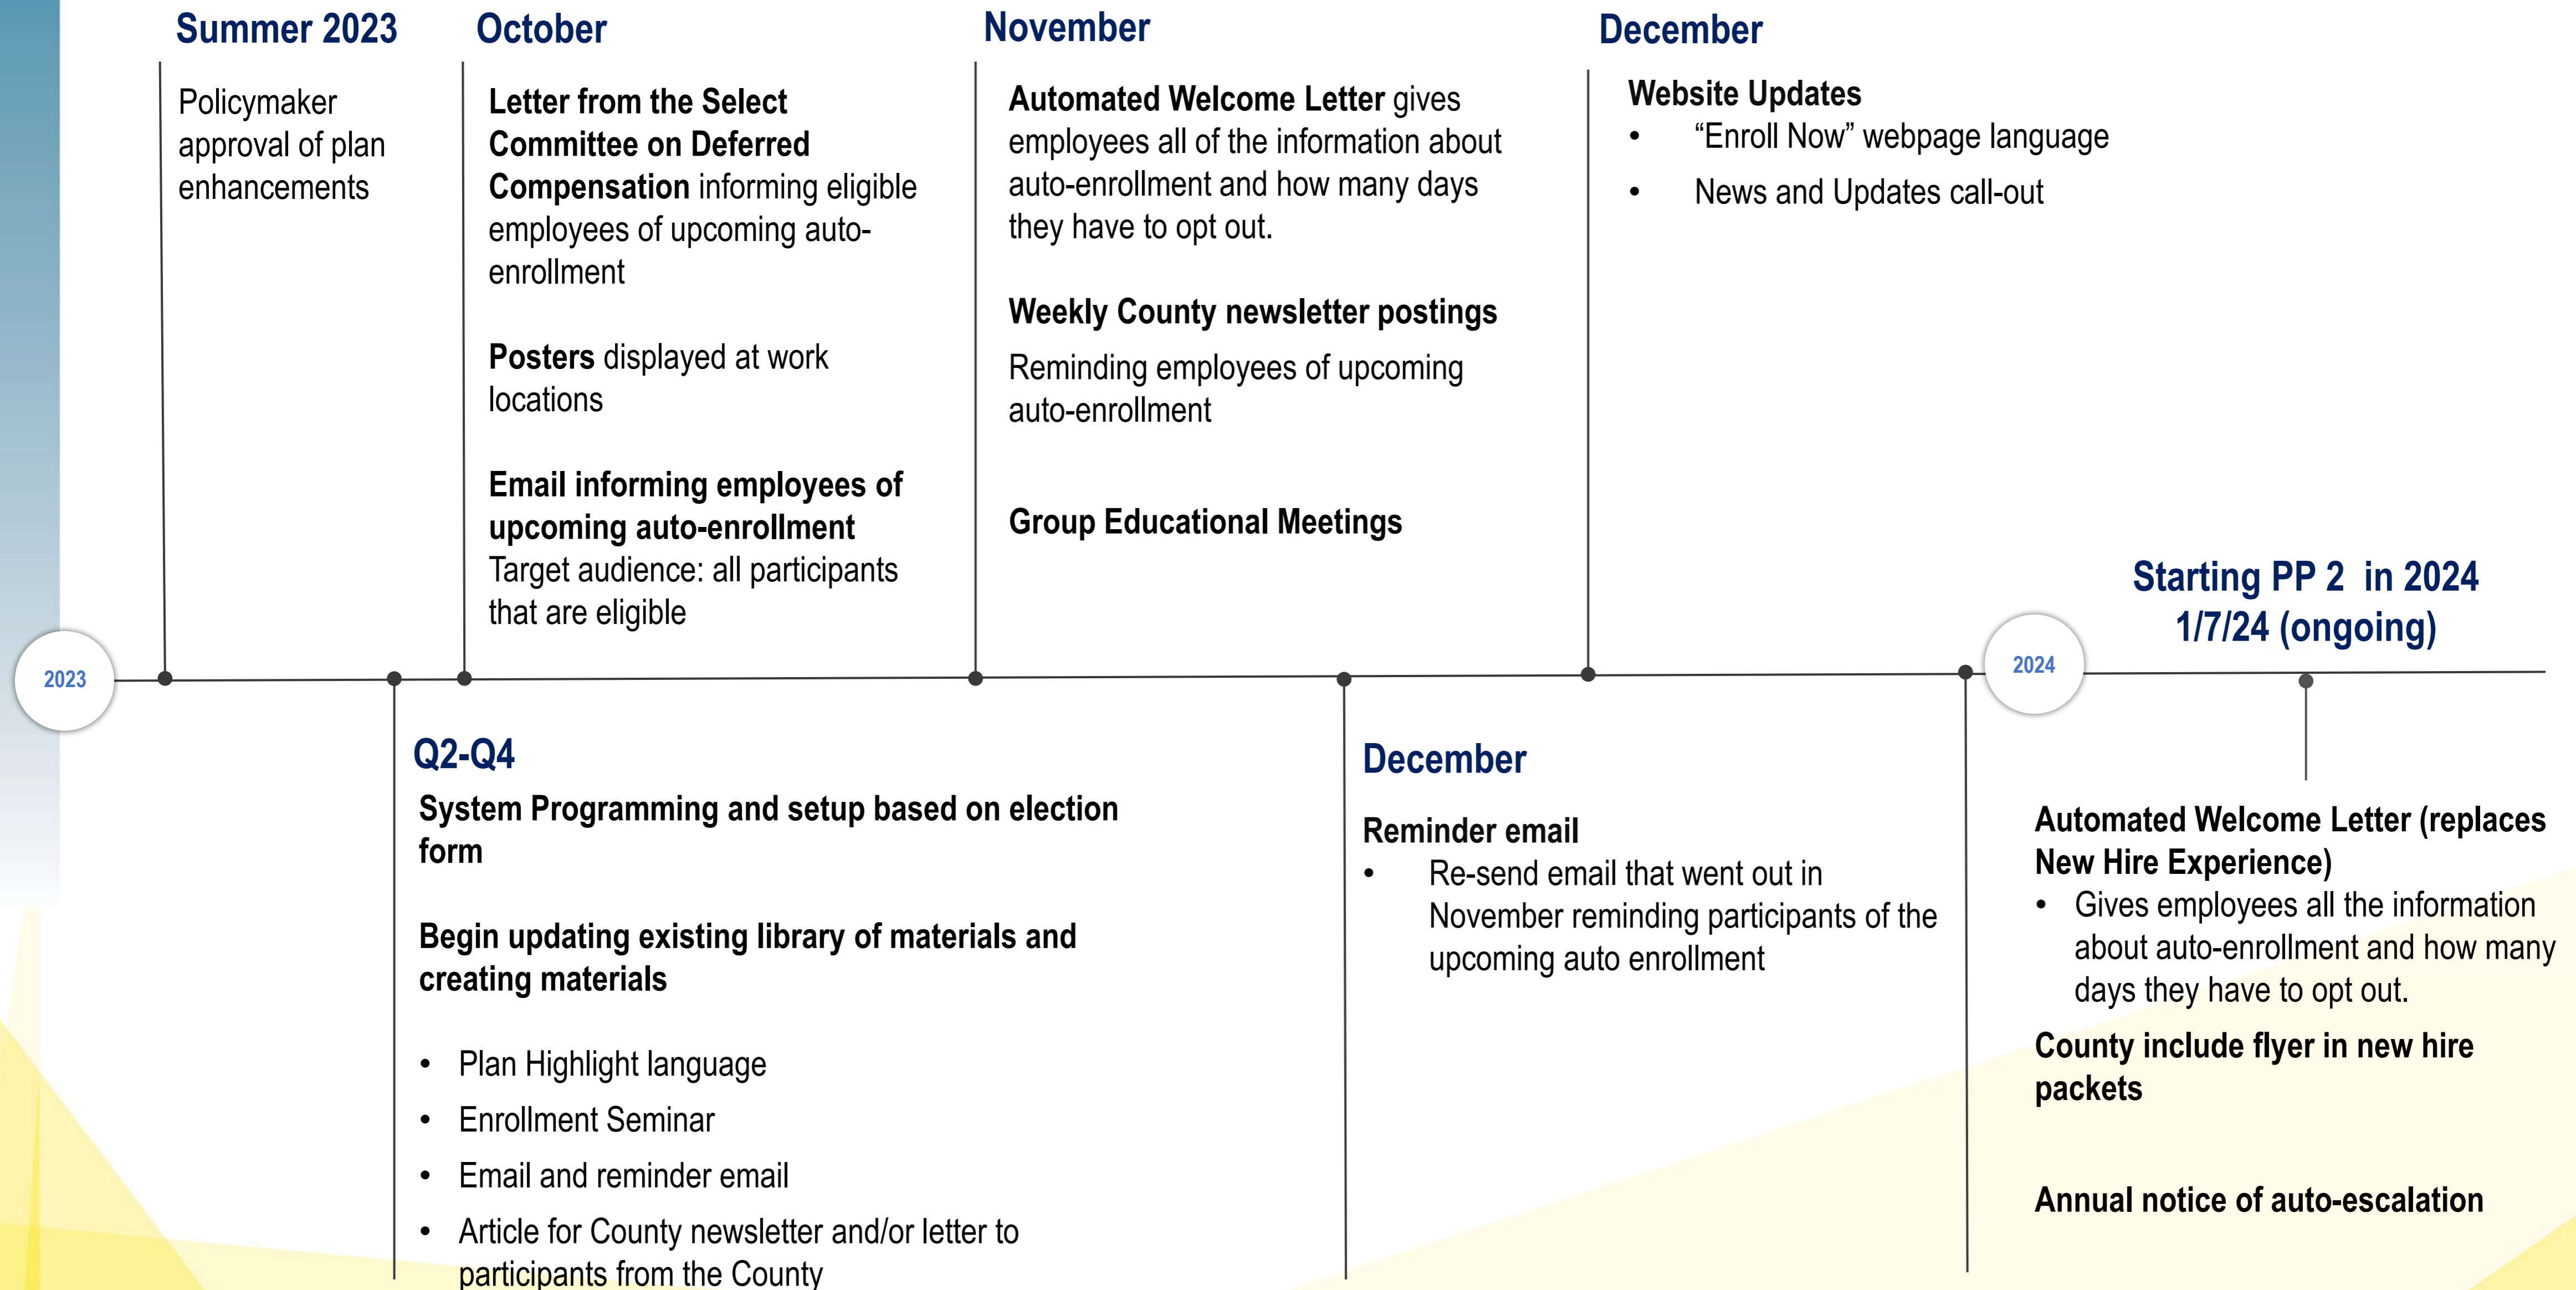 Summer 2023
Policymaker
approval of plan
enhancements
October
Letter from the Select
Committee on Deferred
Compensation informing eligible
employees of upcoming auto-
enrollment
Posters displayed at work
locations
Email informing employees of
upcoming auto-enrollment
Target audience: all participants
that are eligible
November
Automated Welcome Letter gives
employees all of the information about
auto-enrollment and how many days
they have to opt out.
Weekly County newsletter postings
Reminding employees of upcoming
auto-enrollment
Group Educational Meetings
December
Website Updates
• “Enroll Now” webpage language
• News and Updates call-out
Starting PP 2 in 2024
1/7/24 (ongoing)
2023
2024
Q2-Q4
System Programming and setup based on election
form
Begin updating existing library of materials and
creating materials
• Plan Highlight language
• Enrollment Seminar
• Email and reminder email
• Article for County newsletter and/or letter to
participants from the County
December
Reminder email
• Re-send email that went out in
November reminding participants of the
upcoming auto enrollment
Automated Welcome Letter (replaces
New Hire Experience)
• Gives employees all the information
about auto-enrollment and how many
days they have to opt out.
County include flyer in new hire
packets
Annual notice of auto-escalation